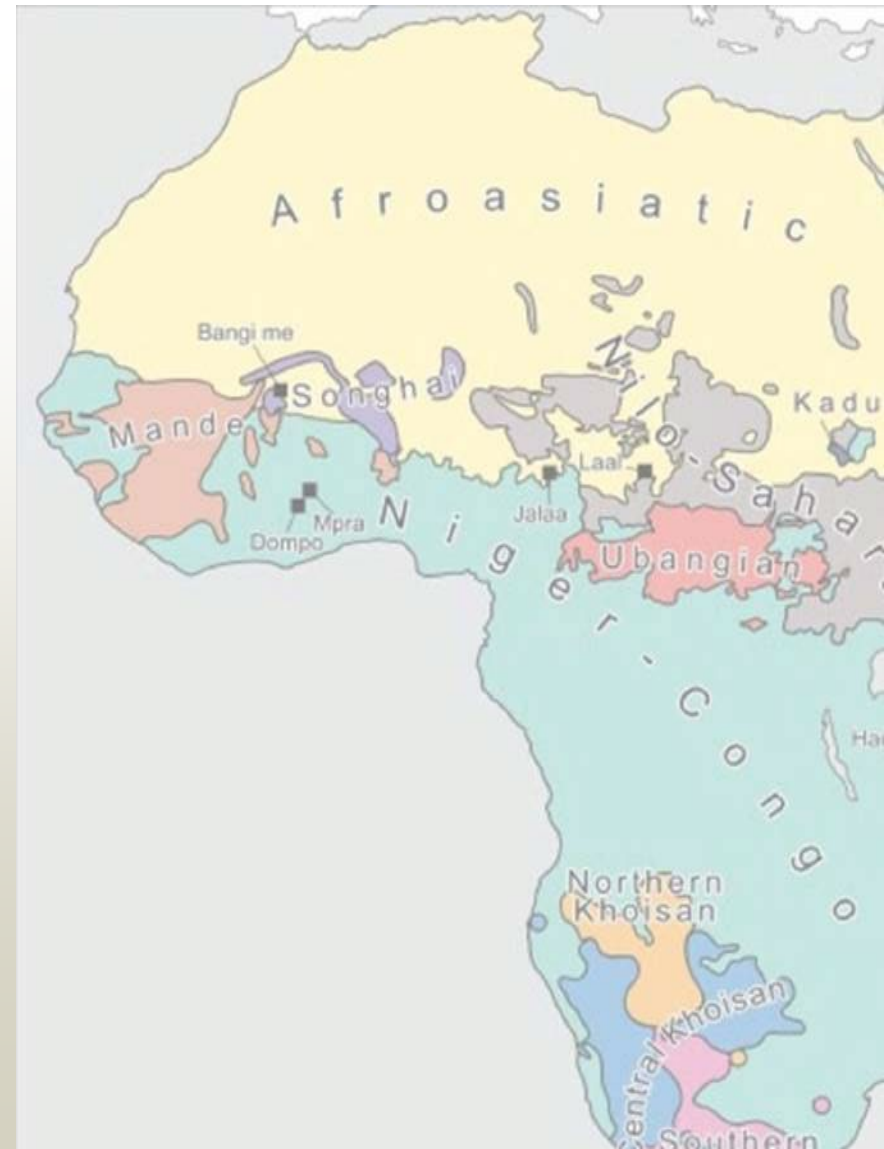 Afroasiatic
Bangi me
Songhai
Mande
Kadu
Laal
Jalaa
Mpra
Dompo
Nilo-Sahar
Ubangian
Niger-Congo
Northern
Khoisan
Central Khoisan
Southern